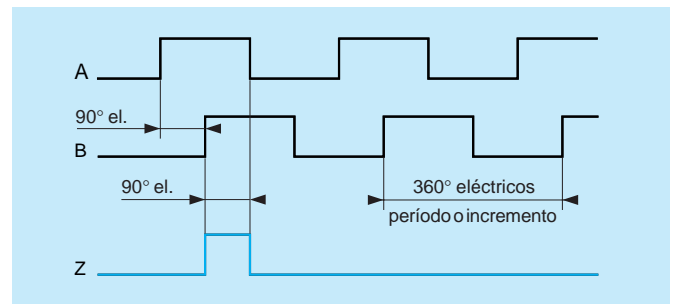 A
90° el.
B
90° el.
360° eléctricos
período o incremento
Z